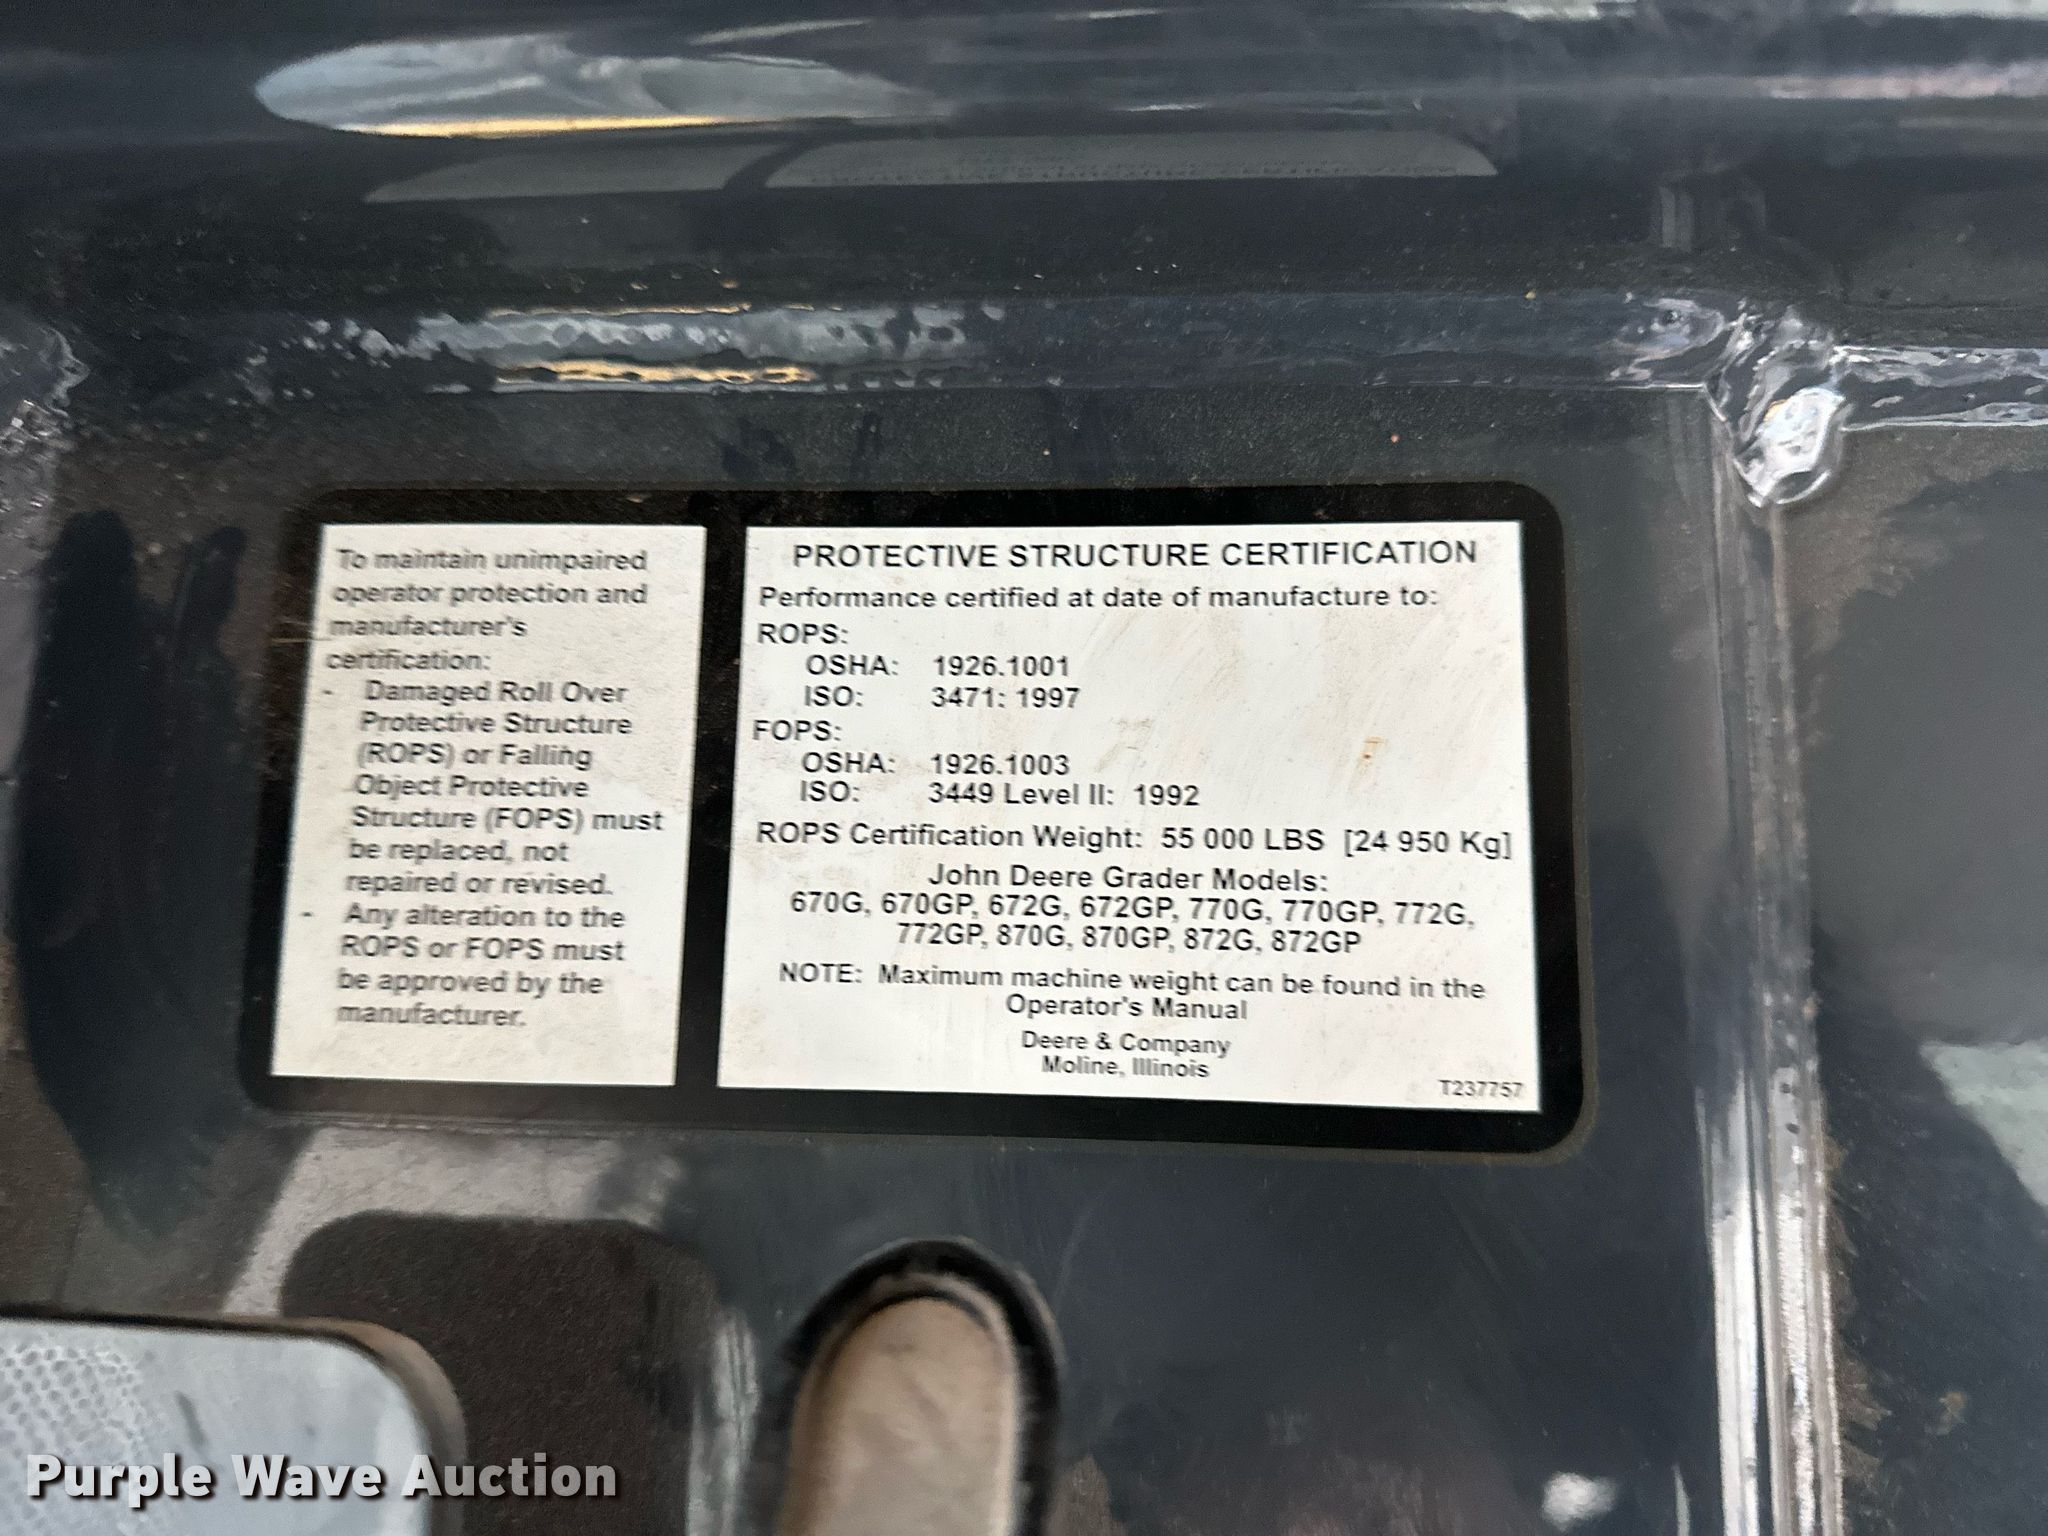 To maintain unimpaired
operator protection and
manufacturer's
certification:
- Damaged Roll Over
Protective Structure
(ROPS) or Falling
Object Protective
Structure (FOPS) must
be replaced, not
repaired or revised.
- Any alteration to the
ROPS or FOPS must
be approved by the
manufacturer.
PROTECTIVE STRUCTURE CERTIFICATION
Performance certified at date of manufacture to:
ROPS:
OSHA: 1926.1001
ISO: 3471: 1997
FOPS:
OSHA: 1926.1003
ISO: 3449 Level II: 1992
ROPS Certification Weight: 55 000 LBS [24 950 Kg]
John Deere Grader Models:
670G, 670GP, 672G, 672GP, 770G, 770GP, 772G,
772GP, 870G, 870GP, 872G, 872GP
NOTE: Maximum machine weight can be found in the
Operator's Manual
Deere & Company
Moline, Illinois
T237757
Purple Wave Auction